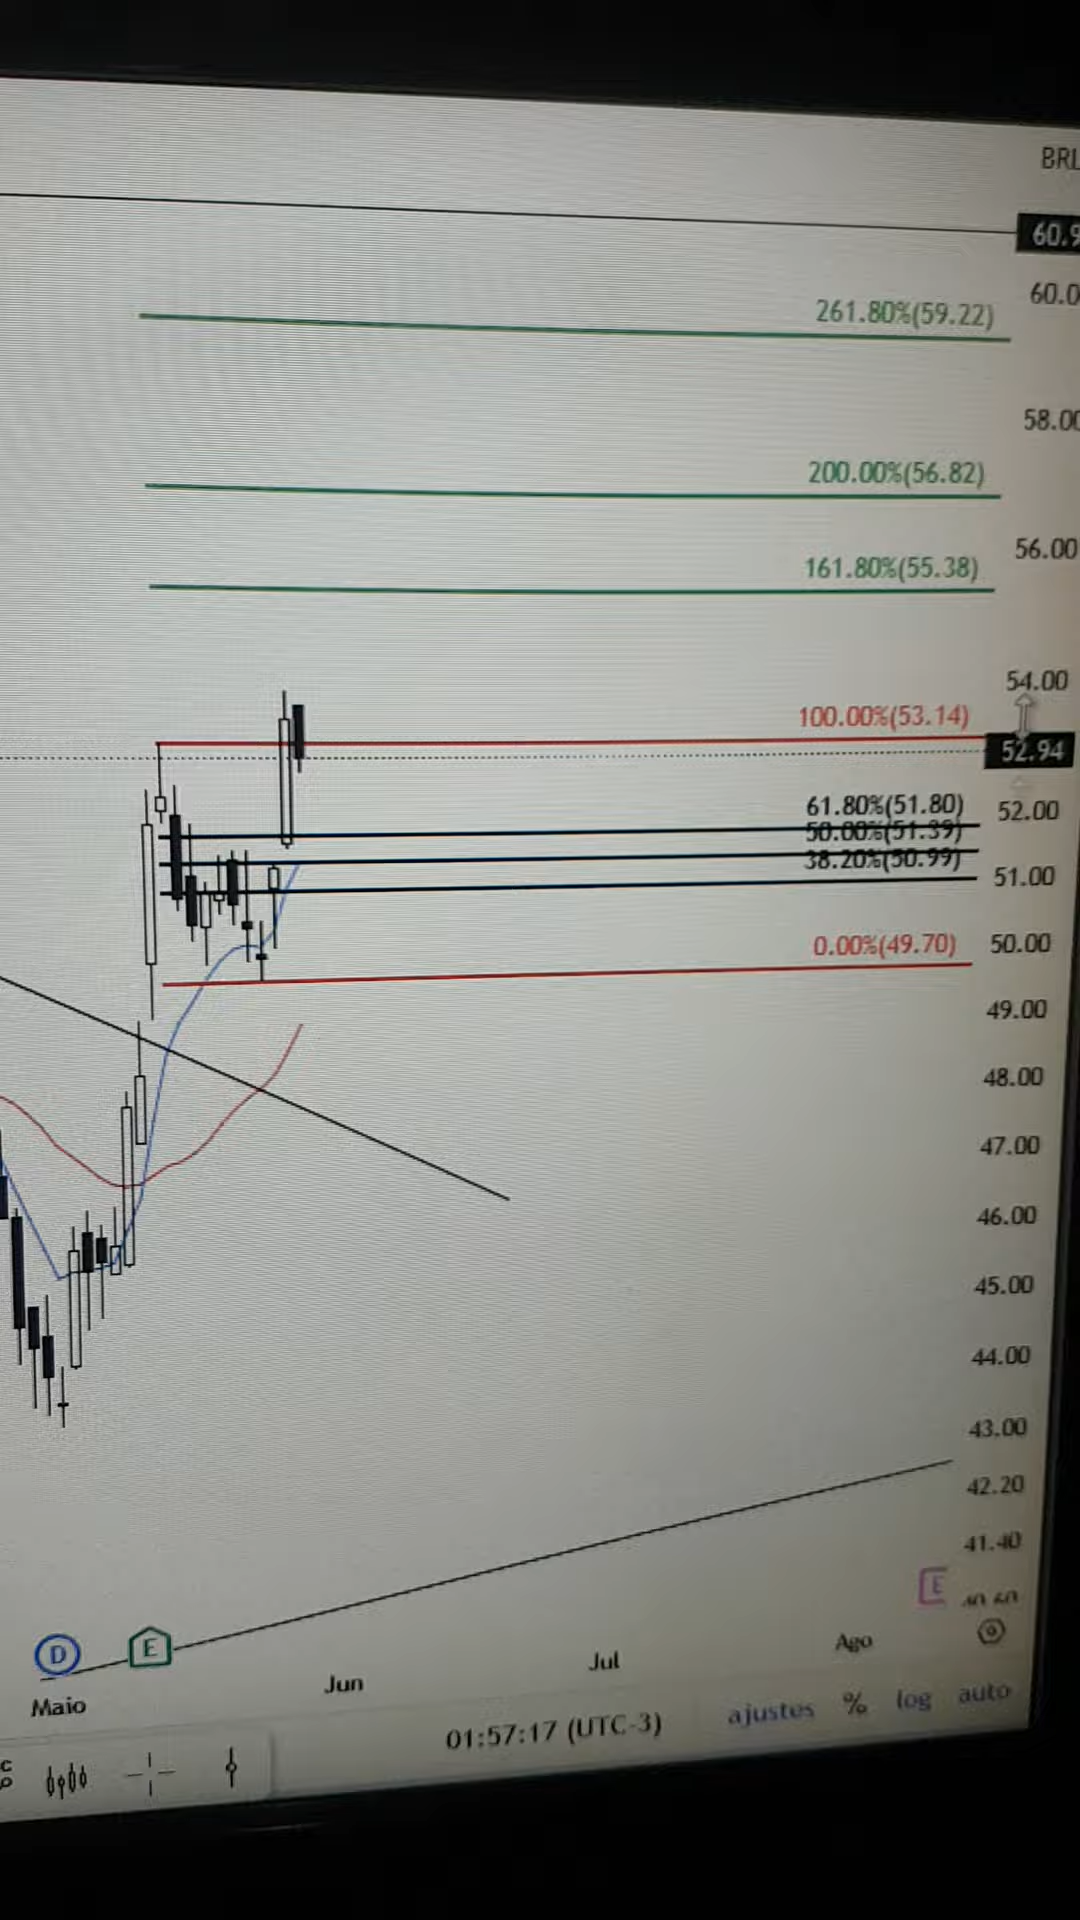 BRL
60.9
261.80%(59.22)
60.0
58.00
200.00%(56.82)
56.00
161.80%(55.38)
54.00
100.00%(53.14)
52.94
61.80%(51.80)
52.00
50.00%(51.39)
38.20%(50.99)
51.00
0.00%(49.70)
50.00
49.00
48.00
47.00
46.00
45.00
44.00
43.00
42.20
41.40
E
D
E
Maio
Jun
Jul
Ago
01:57:17 (UTC-3)
ajustes % log auto